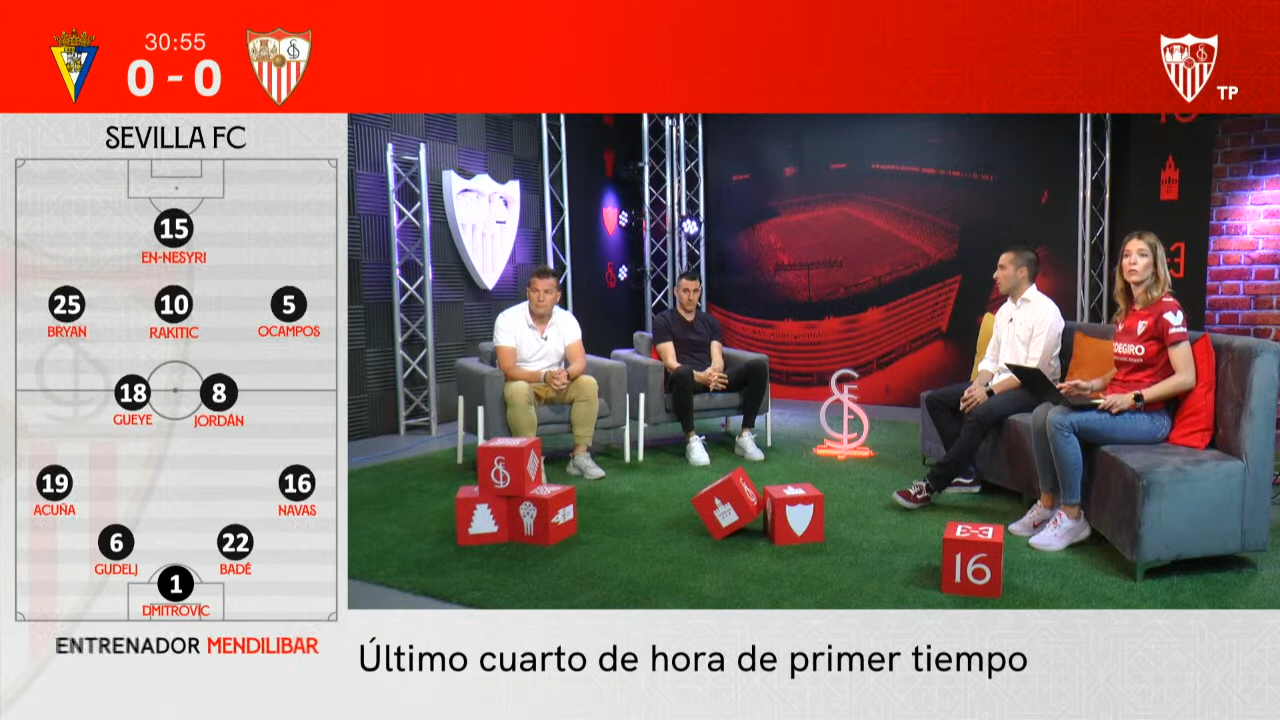 30:55
0 - 0
TP
SEVILLA FC
15
EN-NESYRI
25
BRYAN
10
RAKITIC
5
OCAMPOS
18
GUEYE
8
JORDÁN
19
ACUÑA
16
NAVAS
6
GUDELJ
22
BADÉ
1
DMITROVIC
ENTRENADOR MENDILIBAR
DEGIRO
16
Último cuarto de hora de primer tiempo